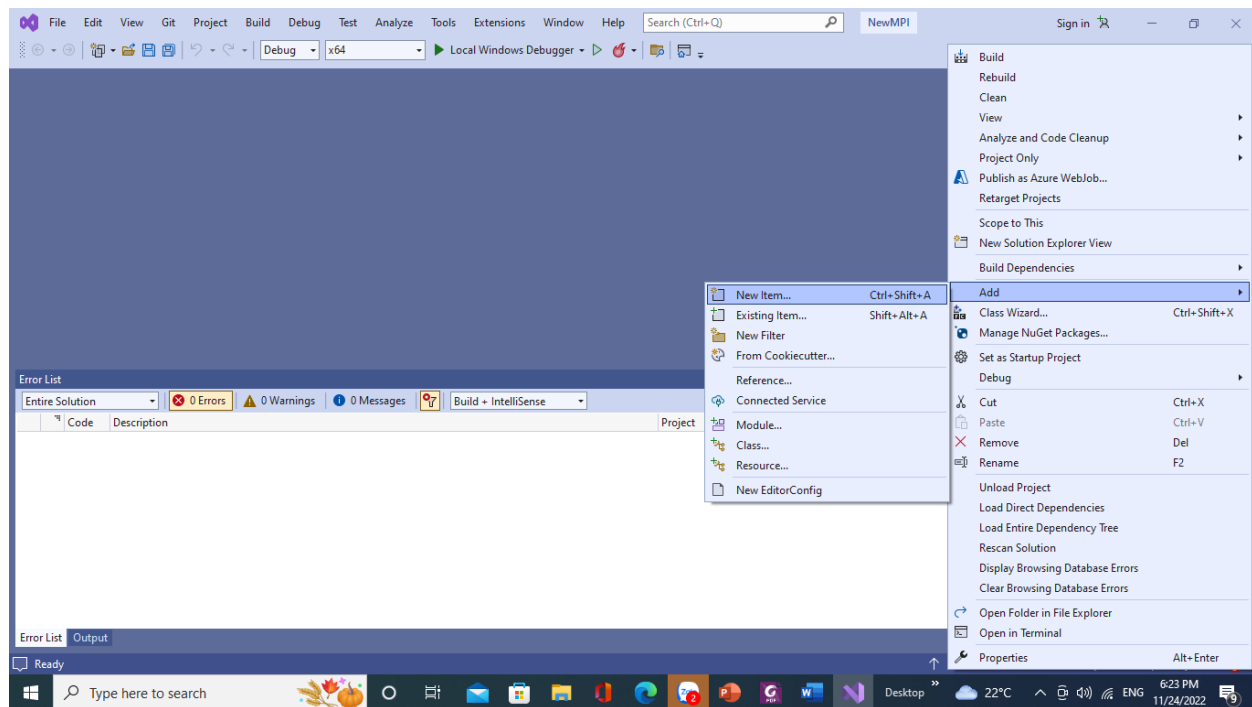 File Edit View Git Project Build Debug Test Analyze Tools Extensions Window Help Search (Ctrl+Q) NewMPI Sign in
Debug x64 Local Windows Debugger
Build
Rebuild
Clean
View
Analyze and Code Cleanup
Project Only
Publish as Azure WebJob...
Retarget Projects
Scope to This
New Solution Explorer View
Build Dependencies
Add
Class Wizard... Ctrl+Shift+X
Manage NuGet Packages...
Set as Startup Project
Debug
Cut Ctrl+X
Paste Ctrl+V
Remove Del
Rename F2
Unload Project
Load Direct Dependencies
Load Entire Dependency Tree
Rescan Solution
Display Browsing Database Errors
Clear Browsing Database Errors
Open Folder in File Explorer
Open in Terminal
Properties Alt+Enter
New Item... Ctrl+Shift+A
Existing Item... Shift+Alt+A
New Filter
From Cookiecutter...
Reference...
Connected Service
Module...
Class...
Resource...
New EditorConfig
Error List
Entire Solution 0 Errors 0 Warnings 0 Messages Build + IntelliSense
Code Description Project
Error List Output
Ready
Type here to search Desktop 22°C ENG 6:23 PM
11/24/2022